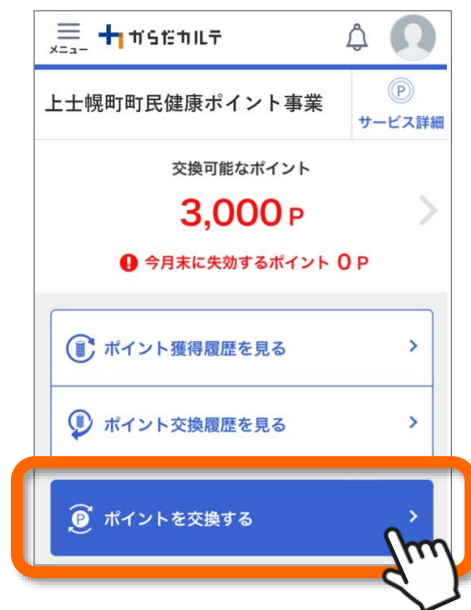 メニュー
からだカルテ
上士幌町町民健康ポイント事業
P
サービス詳細
交換可能なポイント
3,000 P
! 今月末に失効するポイント 0 P
ポイント獲得履歴を見る
ポイント交換履歴を見る
P
ポイントを交換する